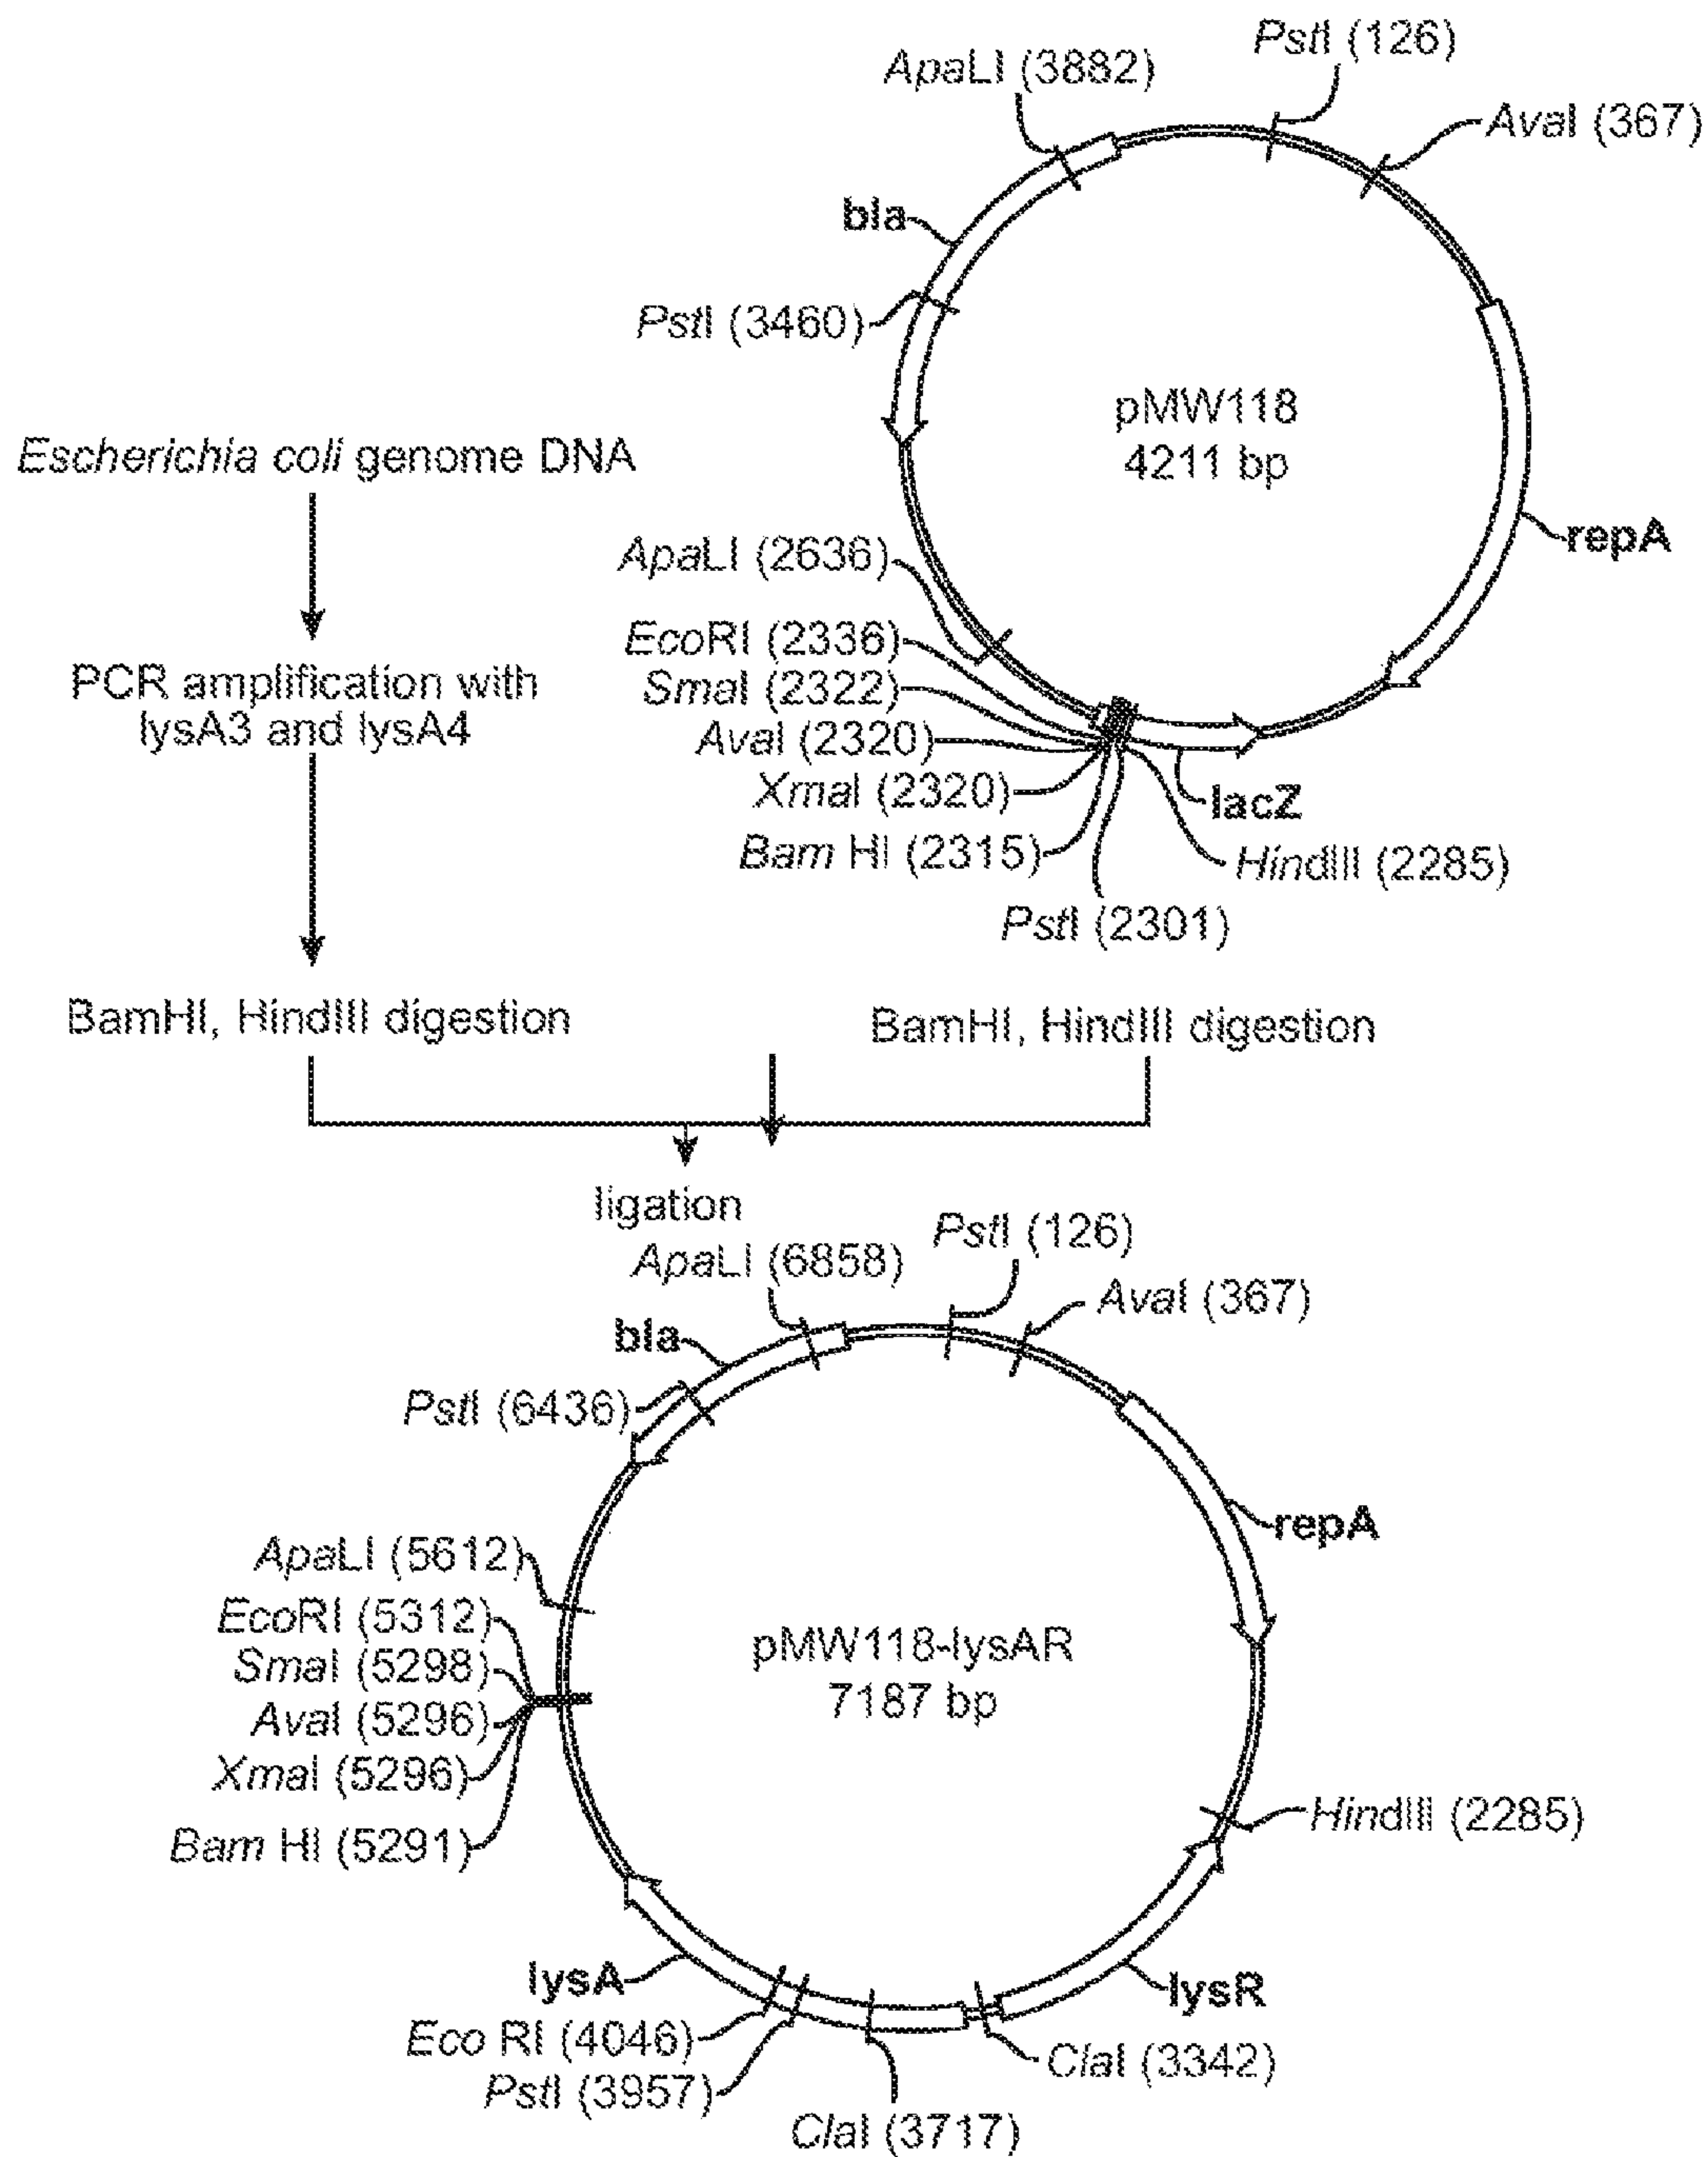 PstI (126)
ApaLI (3882)
AvaI (367)
bla
PstI (3460)
pMW118
4211 bp
Escherichia coli genome DNA
repA
ApaLI (2636)
EcoRI (2336)
PCR amplification with
lysA3 and lysA4
SmaI (2322)
AvaI (2320)
XmaI (2320)
lacZ
Bam HI (2315)
HindIII (2285)
PstI (2301)
BamHI, HindIII digestion
BamHI, HindIII digestion
ligation
PstI (126)
ApaLI (6858)
AvaI (367)
bla
PstI (6436)
repA
ApaLI (5612)
EcoRI (5312)
SmaI (5298)
AvaI (5296)
XmaI (5296)
Bam HI (5291)
pMW118-lysAR
7187 bp
HindIII (2285)
lysA
lysR
Eco RI (4046)
ClaI (3342)
PstI (3957)
ClaI (3717)